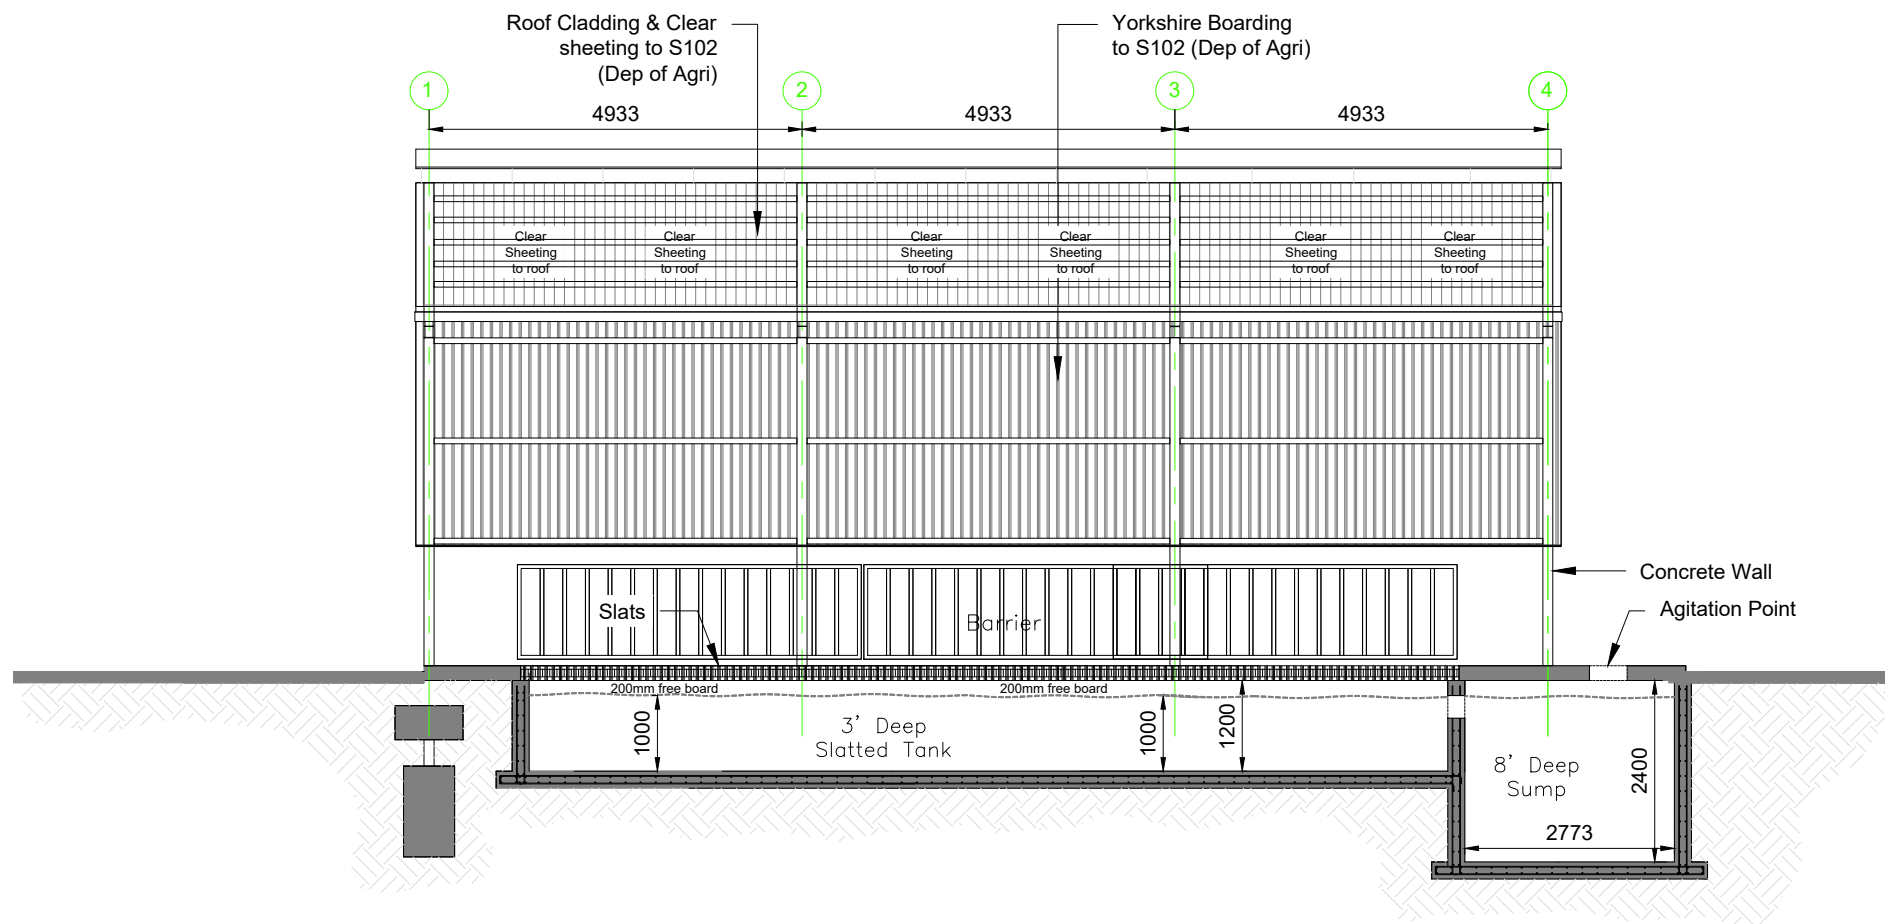 Roof Cladding & Clear
sheeting to S102
(Dep of Agri)
Yorkshire Boarding
to S102 (Dep of Agri)
1
2
3
4
4933
4933
4933
Clear
Sheeting
to roof
Clear
Sheeting
to roof
Clear
Sheeting
to roof
Clear
Sheeting
to roof
Clear
Sheeting
to roof
Clear
Sheeting
to roof
Concrete Wall
Agitation Point
Slats
Barrier
200mm free board
200mm free board
1000
3' Deep
Slatted Tank
1000
1200
8' Deep
Sump
2400
2773